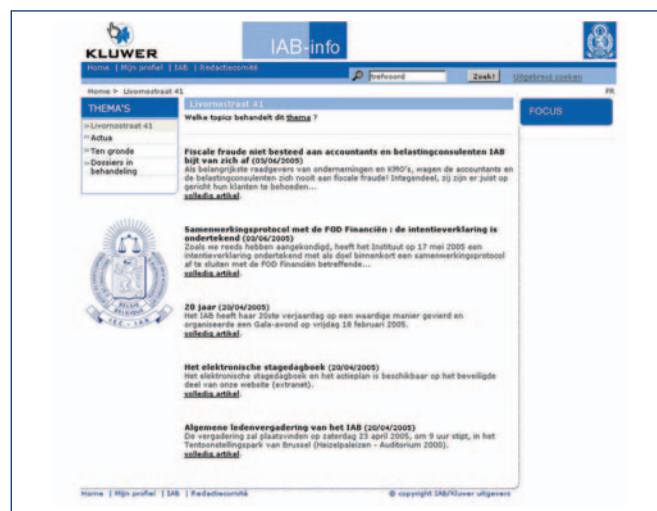 KLUWER
IAB-info
Home | Mijn profiel | IAB | Redactiecomité
trefwoord Zoek! Uitgebreid zoeken
Home > Livornostraat 41 FR
THEMA'S
Livornostraat 41
Actua
Ten gronde
Dossiers in
behandeling
Livornostraat 41
Welke topics behandelt dit thema ?
Fiscale fraude niet besteed aan accountants en belastingconsulenten IAB
bijt van zich af (03/06/2005)
Als belangrijkste raadgevers van ondernemingen en KMO's, wagen de accountants en
de belastingconsulenten zich nooit aan fiscale fraude! Integendeel, zij zijn er juist op
gericht hun klanten te behoeden...
volledig artikel.
Samenwerkingsprotocol met de FOD Financiën : de intentieverklaring is
ondertekend (03/06/2005)
Zoals we reeds hebben aangekondigd, heeft het Instituut op 17 mei 2005 een
intentieverklaring ondertekend met als doel binnenkort een samenwerkingsprotocol
af te sluiten met de FOD Financiën betreffende...
volledig artikel.
20 jaar (20/04/2005)
Het IAB heeft haar 20ste verjaardag op een waardige manier gevierd en
organiseerde een Gala-avond op vrijdag 18 februari 2005.
volledig artikel.
Het elektronische stagedagboek (20/04/2005)
Het elektronische stagedagboek en het actieplan is beschikbaar op het beveiligde
deel van onze website (extranet).
volledig artikel.
Algemene ledenvergadering van het IAB (20/04/2005)
De vergadering zal plaatsvinden op zaterdag 23 april 2005, om 9 uur stipt, in het
Tentoonstellingspark van Brussel (Heizelpaleizen - Auditorium 2000).
volledig artikel.
FOCUS
BELGIË
BELGIQUE
I.E.C. - I.A.B.
Home | Mijn profiel | IAB | Redactiecomité © copyright IAB/Kluwer uitgevers